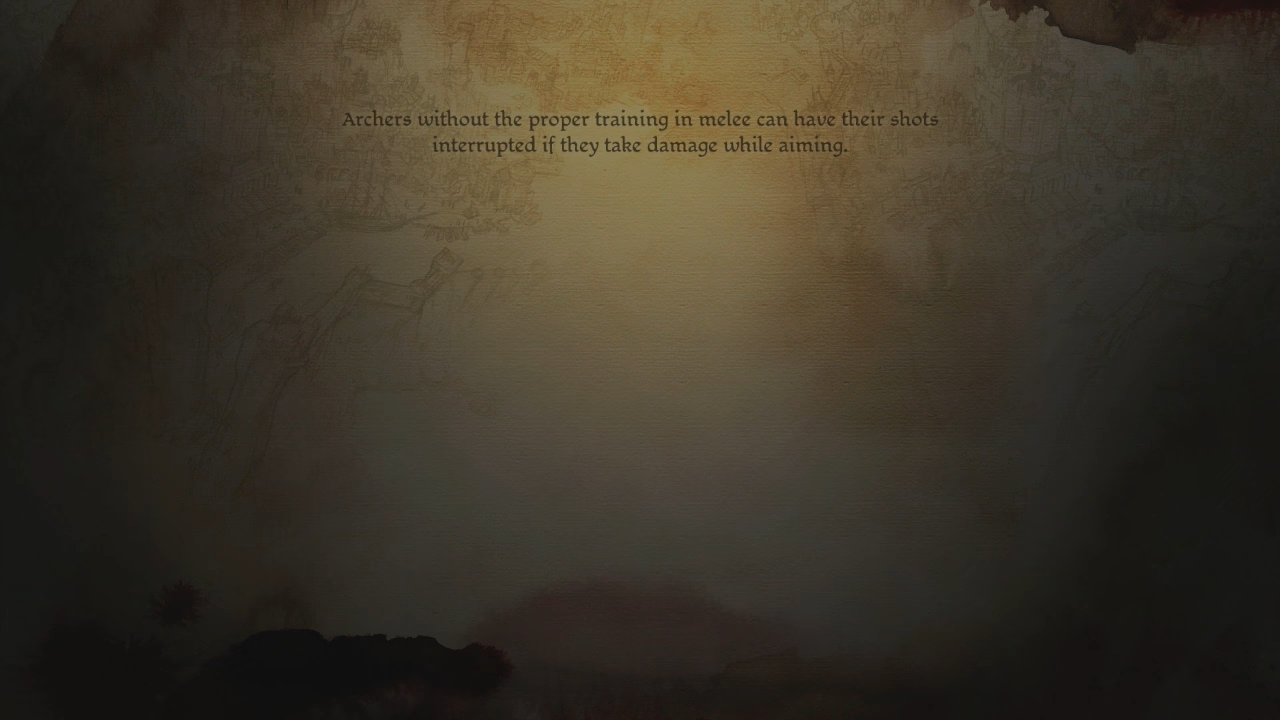 Archers without the proper training in melee can have their shots
interrupted if they take damage while aiming.